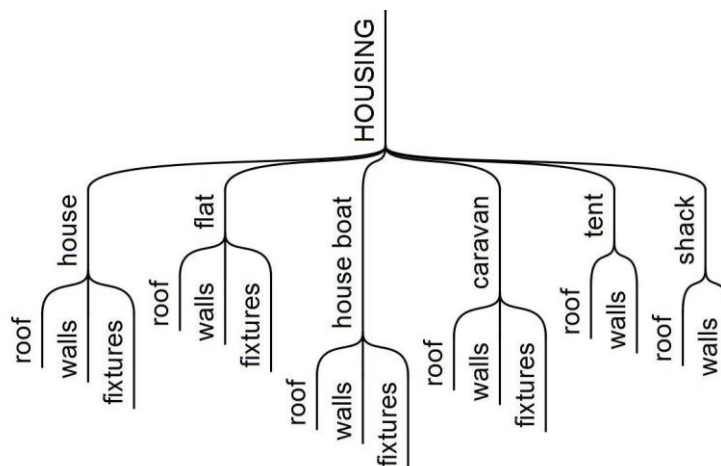 HOUSING
house
roof
walls
fixtures
flat
roof
walls
fixtures
house boat
roof
walls
fixtures
caravan
roof
walls
fixtures
tent
roof
walls
shack
roof
walls